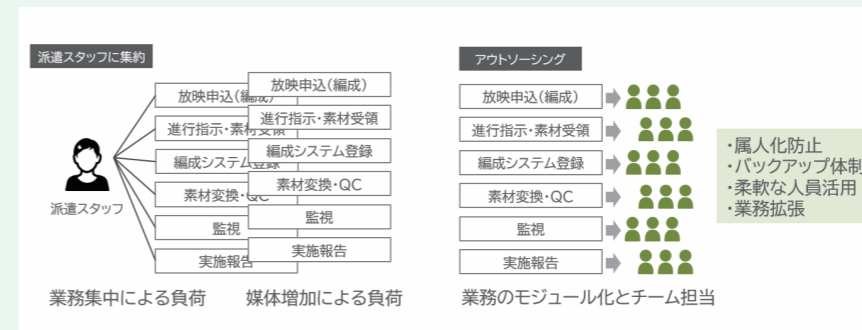 派遣スタッフに集約
放映申込(編成)
進行指示・素材受領
編成システム登録
素材変換・QC
監視
実施報告
派遣スタッフ
放映申込(編成)
進行指示・素材受領
編成システム登録
素材変換・QC
監視
実施報告
業務集中による負荷
媒体増加による負荷
アウトソーシング
放映申込(編成)
進行指示・素材受領
編成システム登録
素材変換・QC
監視
実施報告
業務のモジュール化とチーム担当
・属人化防止
・バックアップ体制
・柔軟な人員活用
・業務拡張